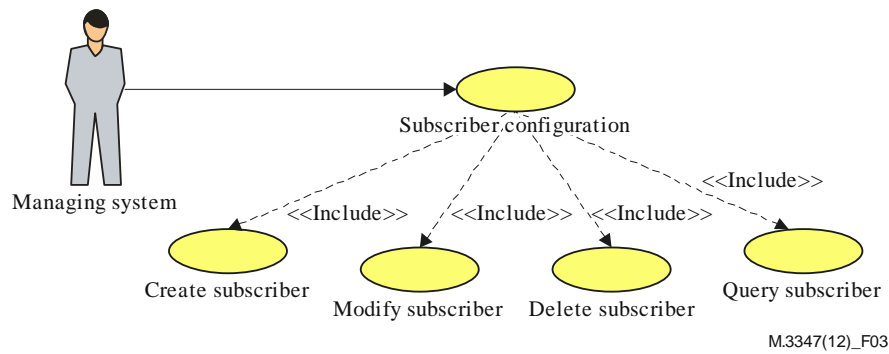 Subscriber configuration
<<Include>>
Managing system
<<Include>> <<Include>> <<Include>>
Create subscriber
Modify subscriber
Delete subscriber
Query subscriber
M.3347(12)_F03